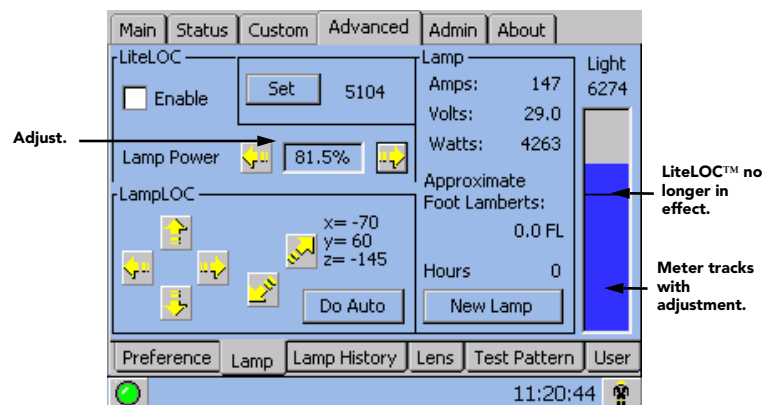 Main Status Custom Advanced Admin About
LiteLOC
Enable
Set 5104
Adjust.
Lamp Power 81.5%
LampLOC
x= -70
y= 60
z= -145
Do Auto
Lamp
Amps: 147
Volts: 29.0
Watts: 4263
Approximate
Foot Lamberts:
0.0 FL
Hours 0
New Lamp
Light
6274
LiteLOC™ no
longer in
effect.
Meter tracks
with
adjustment.
Preference Lamp Lamp History Lens Test Pattern User
11:20:44